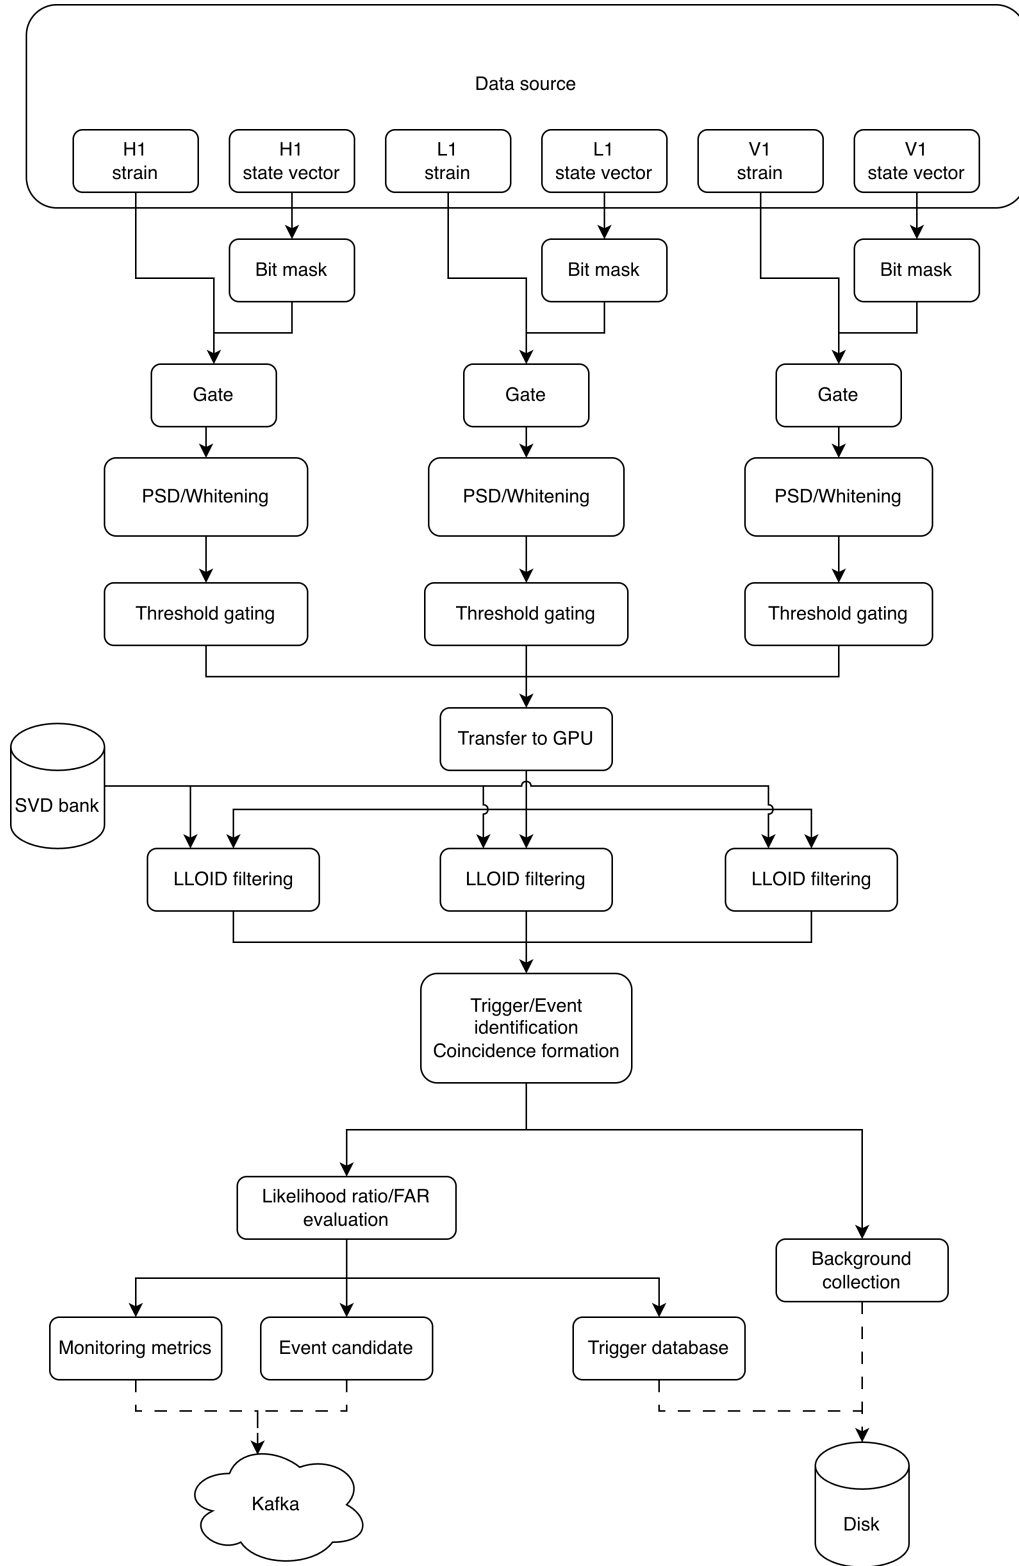 Data source
H1
strain
H1
state vector
L1
strain
L1
state vector
V1
strain
V1
state vector
Bit mask
Bit mask
Bit mask
Gate
Gate
Gate
PSD/Whitening
PSD/Whitening
PSD/Whitening
Threshold gating
Threshold gating
Threshold gating
Transfer to GPU
SVD bank
LLOID filtering
LLOID filtering
LLOID filtering
Trigger/Event
identification
Coincidence formation
Likelihood ratio/FAR
evaluation
Background
collection
Monitoring metrics
Event candidate
Trigger database
Kafka
Disk